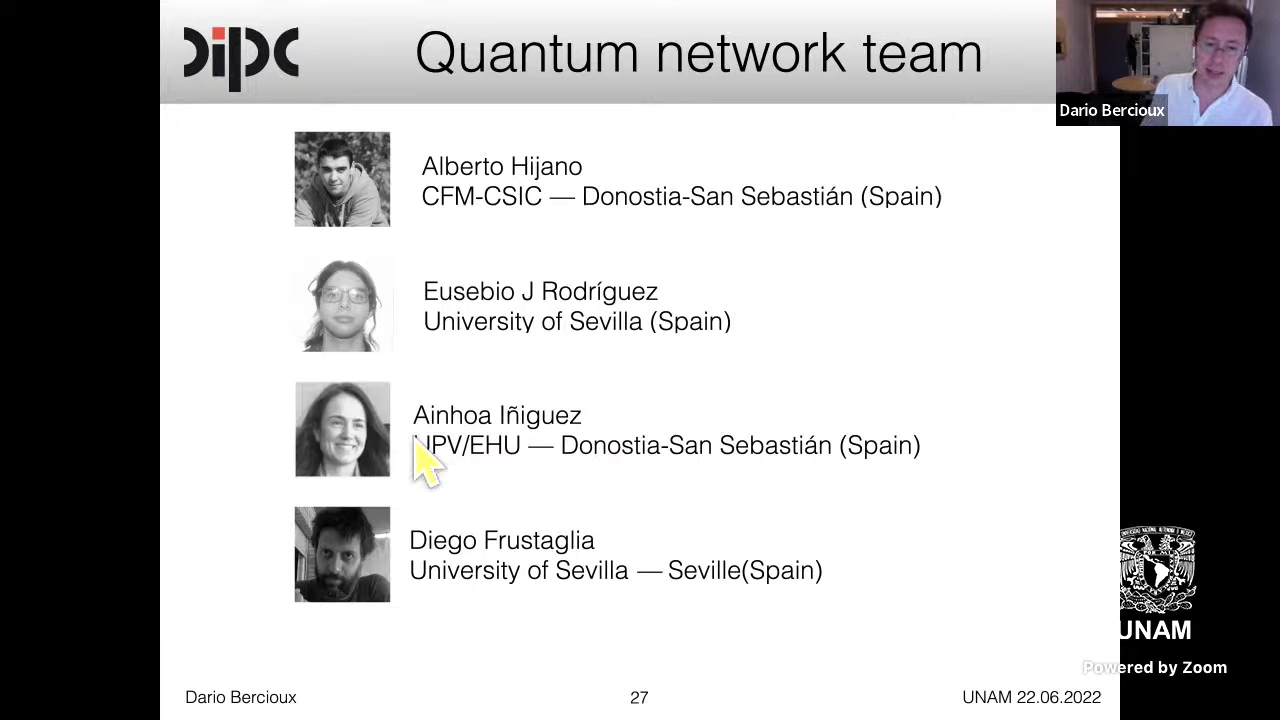 dipc
Quantum network team
Dario Bercioux
Alberto Hijano
CFM-CSIC — Donostia-San Sebastián (Spain)
Eusebio J Rodríguez
University of Sevilla (Spain)
Ainhoa Iñiguez
UPV/EHU — Donostia-San Sebastián (Spain)
Diego Frustaglia
University of Sevilla — Seville(Spain)
UNAM
Powered by Zoom
Dario Bercioux
27
UNAM 22.06.2022